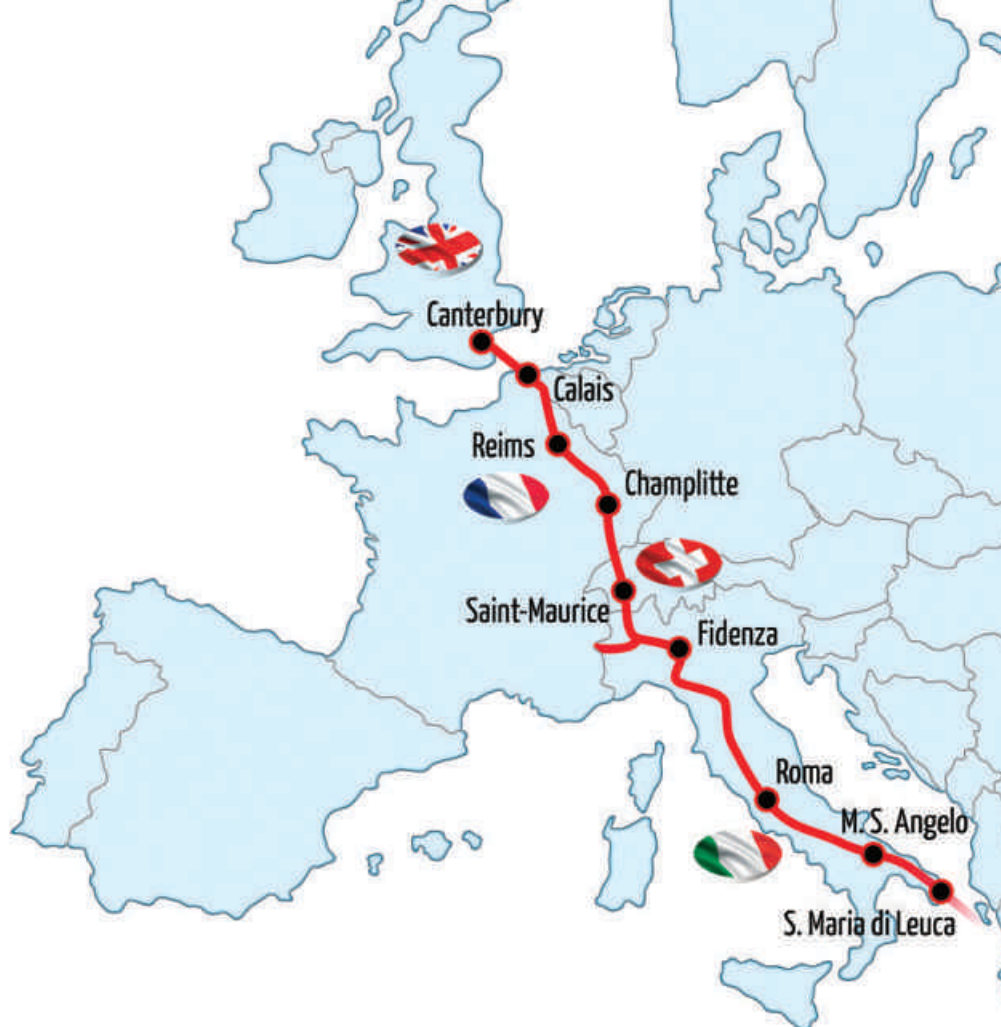 Canterbury
Calais
Reims
Champlitte
Saint-Maurice
Fidenza
Roma
M. S. Angelo
S. Maria di Leuca